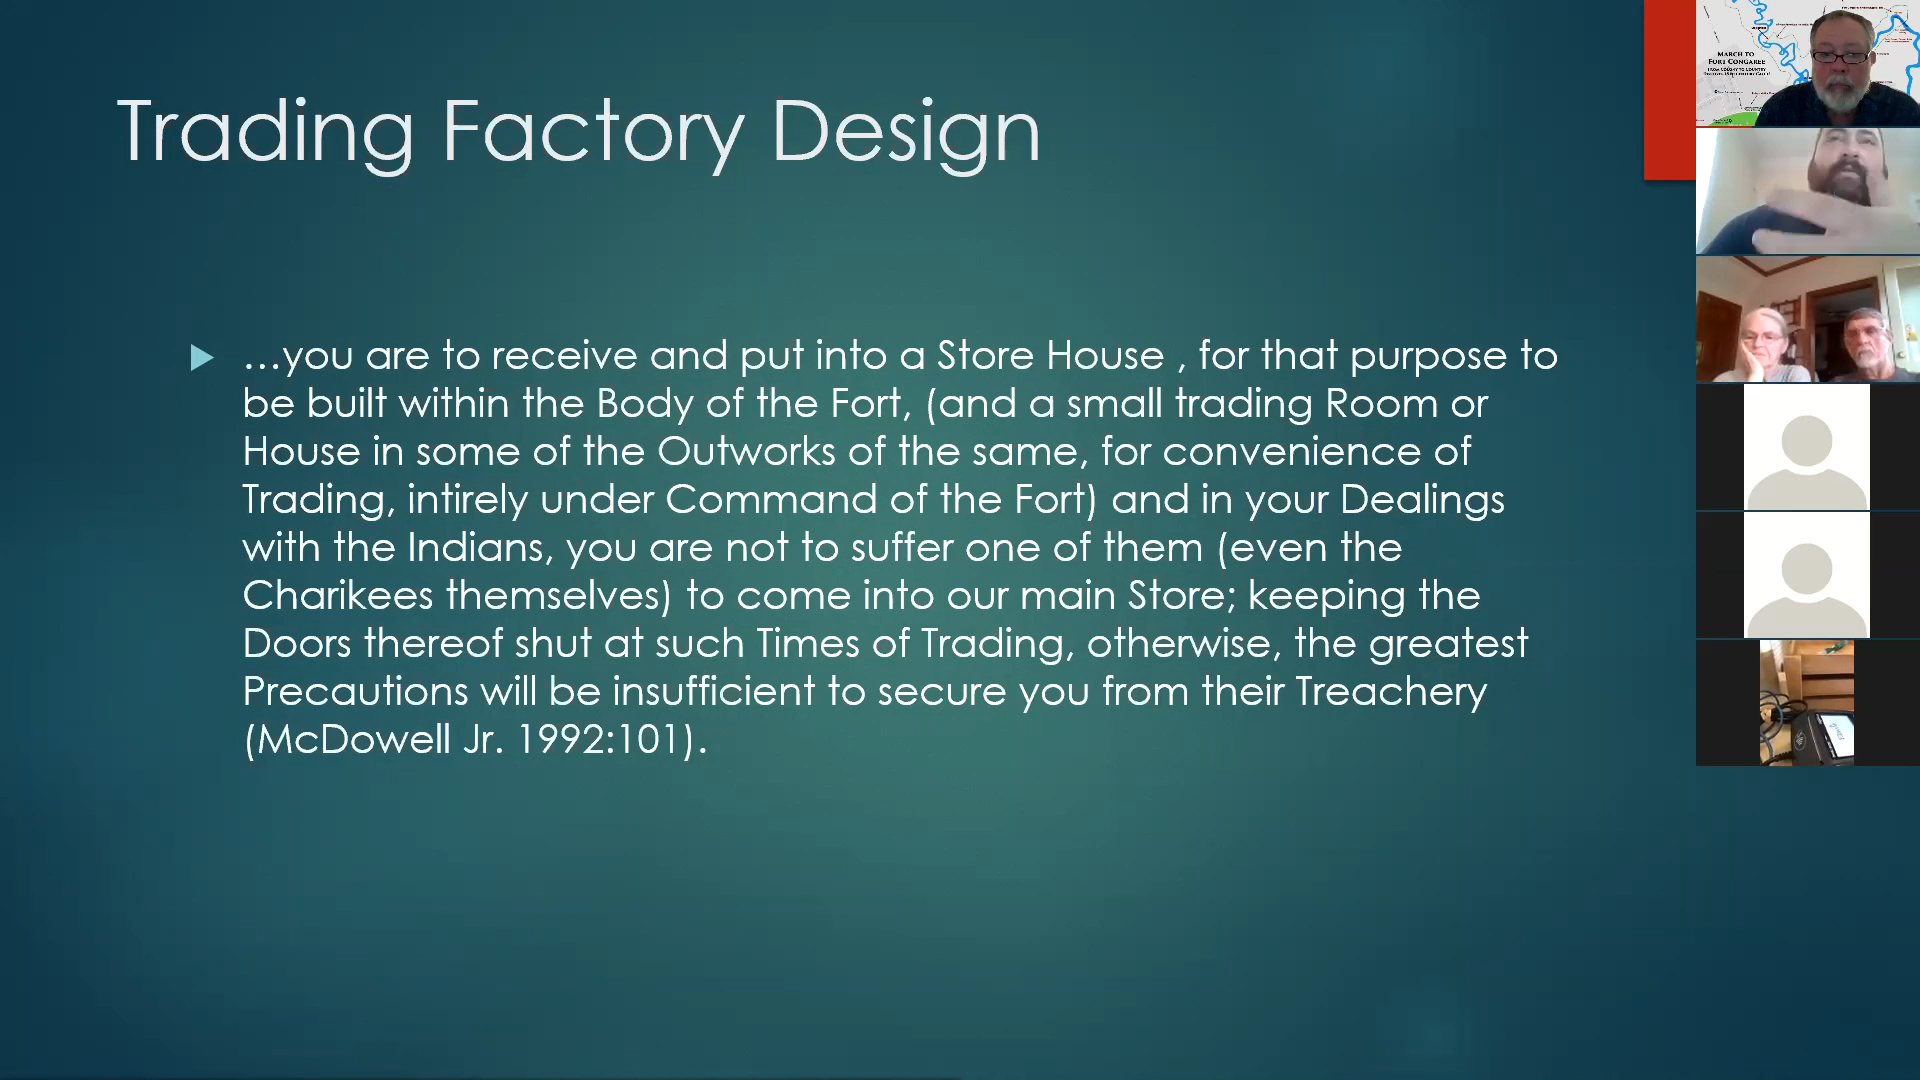 Trading Factory Design
…you are to receive and put into a Store House , for that purpose to
be built within the Body of the Fort, (and a small trading Room or
House in some of the Outworks of the same, for convenience of
Trading, intirely under Command of the Fort) and in your Dealings
with the Indians, you are not to suffer one of them (even the
Charikees themselves) to come into our main Store; keeping the
Doors thereof shut at such Times of Trading, otherwise, the greatest
Precautions will be insufficient to secure you from their Treachery
(McDowell Jr. 1992:101).
MARCH TO
FORT CONGAREE